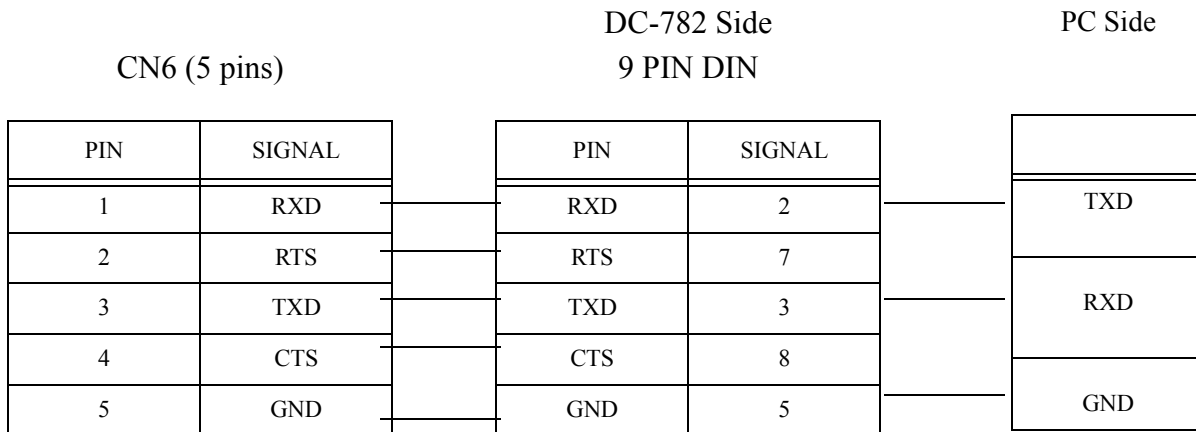 DC-782 Side PC Side
CN6 (5 pins) 9 PIN DIN
PIN SIGNAL PIN SIGNAL
1 RXD RXD 2 TXD
2 RTS RTS 7
3 TXD TXD 3 RXD
4 CTS CTS 8
5 GND GND 5 GND